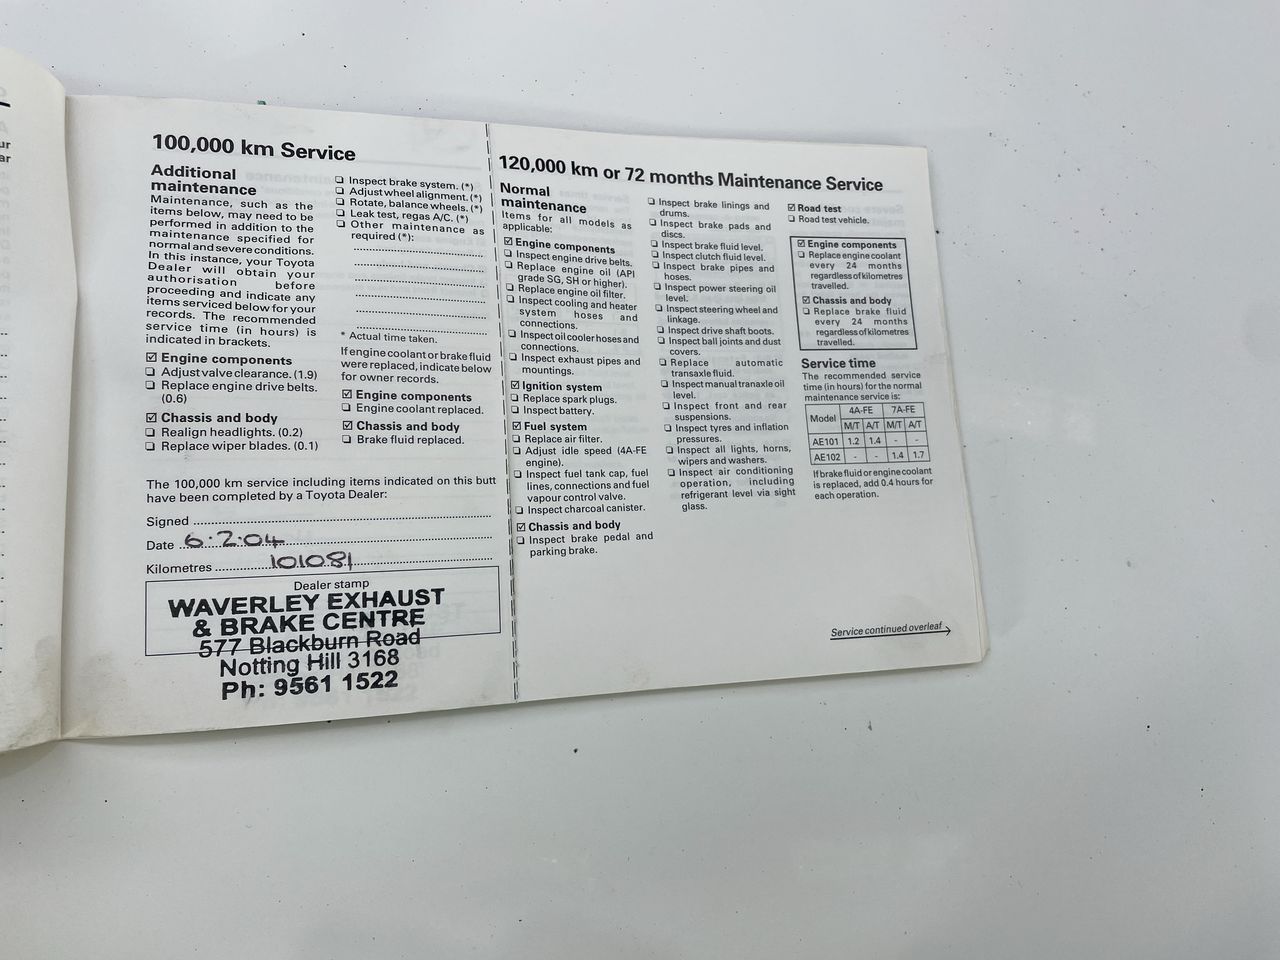 100,000 km Service
Additional
maintenance
Maintenance, such as the
items below, may need to be
performed in addition to the
maintenance specified for
normal and severe conditions.
In this instance, your Toyota
Dealer will obtain your
authorisation before
proceeding and indicate any
items serviced below for your
records. The recommended
service time (in hours) is
indicated in brackets.
☑ Engine components
❏ Adjust valve clearance. (1.9)
❏ Replace engine drive belts.
(0.6)
☑ Chassis and body
❏ Realign headlights. (0.2)
❏ Replace wiper blades. (0.1)
❏ Inspect brake system. (*)
❏ Adjust wheel alignment. (*)
❏ Rotate, balance wheels. (*)
❏ Leak test, regas A/C. (*)
❏ Other maintenance as
required (*):
* Actual time taken.
If engine coolant or brake fluid
were replaced, indicate below
for owner records.
☑ Engine components
❏ Engine coolant replaced.
☑ Chassis and body
❏ Brake fluid replaced.
The 100,000 km service including items indicated on this butt
have been completed by a Toyota Dealer:
Signed
Date 6.2.04
Kilometres 101081
Dealer stamp
WAVERLEY EXHAUST
& BRAKE CENTRE
577 Blackburn Road
Notting Hill 3168
Ph: 9561 1522
120,000 km or 72 months Maintenance Service
Normal
maintenance
Items for all models as
applicable:
☑ Engine components
❏ Inspect engine drive belts.
❏ Replace engine oil (API
grade SG, SH or higher).
❏ Replace engine oil filter.
❏ Inspect cooling and heater
system hoses and
connections.
❏ Inspect oil cooler hoses and
connections.
❏ Inspect exhaust pipes and
mountings.
☑ Ignition system
❏ Replace spark plugs.
❏ Inspect battery.
☑ Fuel system
❏ Replace air filter.
❏ Adjust idle speed (4A-FE
engine).
❏ Inspect fuel tank cap, fuel
lines, connections and fuel
vapour control valve.
❏ Inspect charcoal canister.
☑ Chassis and body
❏ Inspect brake pedal and
parking brake.
❏ Inspect brake linings and
drums.
❏ Inspect brake pads and
discs.
❏ Inspect brake fluid level.
❏ Inspect clutch fluid level.
❏ Inspect brake pipes and
hoses.
❏ Inspect power steering oil
level.
❏ Inspect steering wheel and
linkage.
❏ Inspect drive shaft boots.
❏ Inspect ball joints and dust
covers.
❏ Replace automatic
transaxle fluid.
❏ Inspect manual tranaxle oil
level.
❏ Inspect front and rear
suspensions.
❏ Inspect tyres and inflation
pressures.
❏ Inspect all lights, horns,
wipers and washers.
❏ Inspect air conditioning
operation, including
refrigerant level via sight
glass.
☑ Road test
❏ Road test vehicle.
☑ Engine components
❏ Replace engine coolant
every 24 months
regardless of kilometres
travelled.
☑ Chassis and body
❏ Replace brake fluid
every 24 months
regardless of kilometres
travelled.
Service time
The recommended service
time (in hours) for the normal
maintenance service is:
Model 4A-FE 7A-FE
M/T A/T M/T A/T
AE101 1.2 1.4 - -
AE102 - - 1.4 1.7
If brake fluid or engine coolant
is replaced, add 0.4 hours for
each operation.
Service continued overleaf